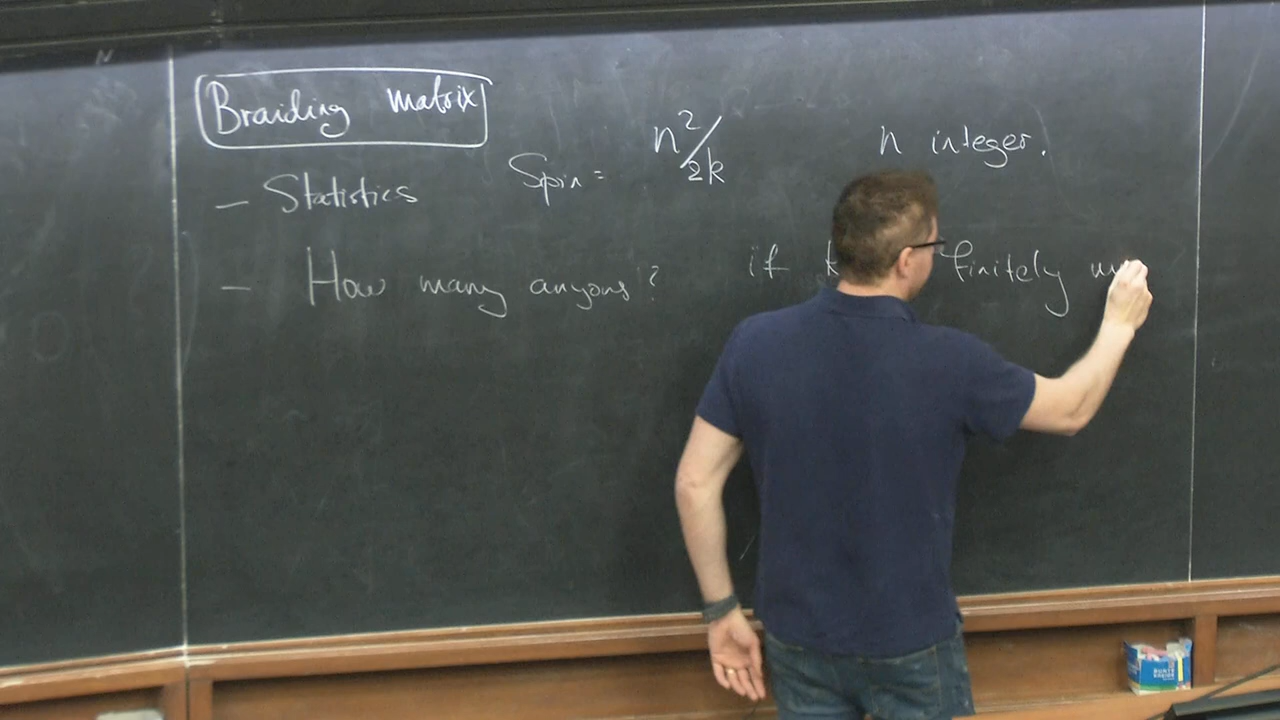 Braiding matrix
– Statistics Spin = n²/2k n integer.
– How many anyons? if k finitely